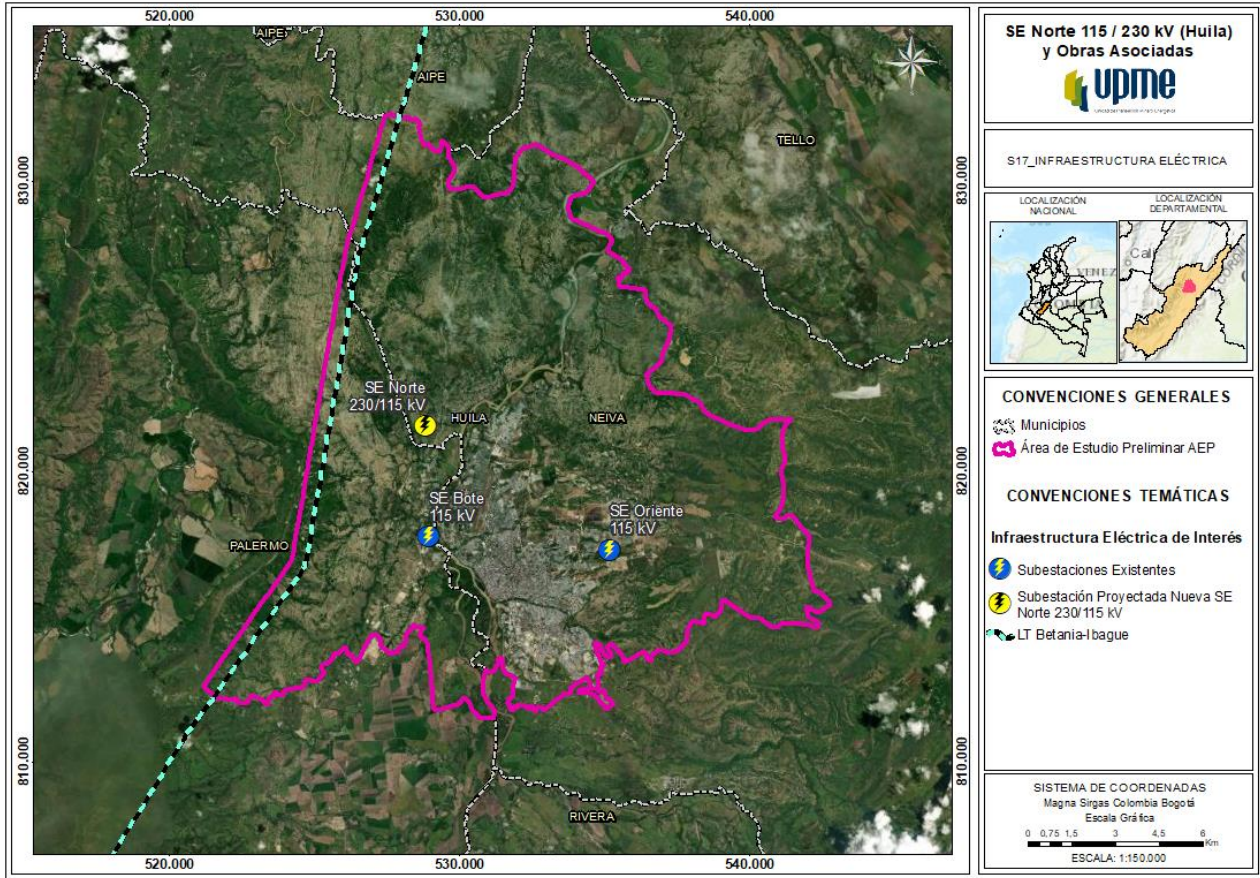 520.000
530.000
540.000
830.000
820.000
810.000
AIPE
AIPE
TELLO
SE Norte
230/115 kV
HUILA
NEIVA
SE Bote
115 kV
SE Oriente
115 kV
PALERMO
RIVERA
830.000
820.000
810.000
520.000
530.000
540.000
SE Norte 115 / 230 kV (Huila)
y Obras Asociadas
upme
S17_INFRAESTRUCTURA ELÉCTRICA
LOCALIZACIÓN
NACIONAL
VENEZ
LOCALIZACIÓN
DEPARTAMENTAL
Cali
CONVENCIONES GENERALES
Municipios
Área de Estudio Preliminar AEP
CONVENCIONES TEMÁTICAS
Infraestructura Eléctrica de Interés
Subestaciones Existentes
Subestación Proyectada Nueva SE
Norte 230/115 kV
LT Betania-Ibague
SISTEMA DE COORDENADAS
Magna Sirgas Colombia Bogotá
Escala Gráfica
0 0,75 1,5 3 4,5 6
Km
ESCALA: 1:150.000